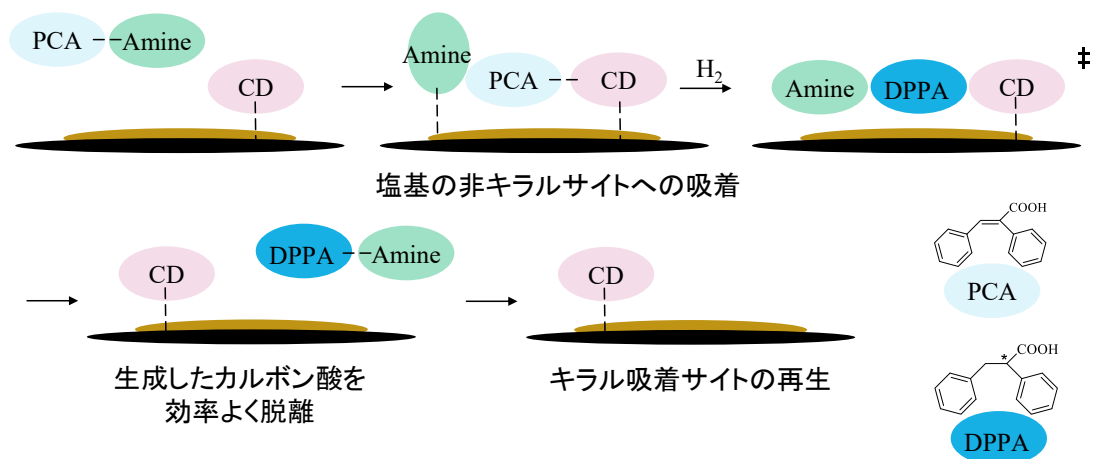 PCA
Amine
CD
Amine
PCA
CD
H2
Amine
DPPA
CD
‡
塩基の非キラルサイトへの吸着
CD
DPPA
Amine
生成したカルボン酸を
効率よく脱離
CD
キラル吸着サイトの再生
COOH
PCA
* COOH
DPPA